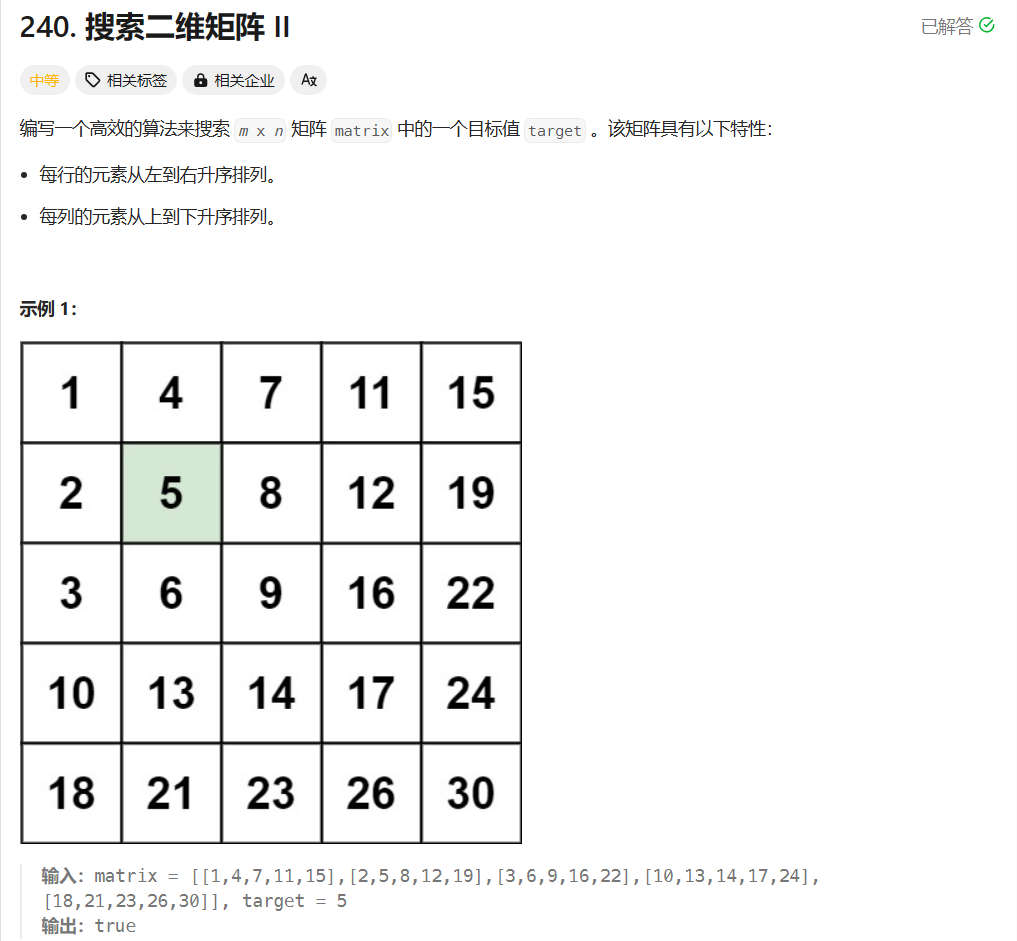 240. 搜索二维矩阵 II
已解答
中等 相关标签 相关企业 A文
编写一个高效的算法来搜索 m x n 矩阵 matrix 中的一个目标值 target 。该矩阵具有以下特性：
• 每行的元素从左到右升序排列。
• 每列的元素从上到下升序排列。
示例 1：
1 4 7 11 15
2 5 8 12 19
3 6 9 16 22
10 13 14 17 24
18 21 23 26 30
输入：matrix = [[1,4,7,11,15],[2,5,8,12,19],[3,6,9,16,22],[10,13,14,17,24],
[18,21,23,26,30]], target = 5
输出：true